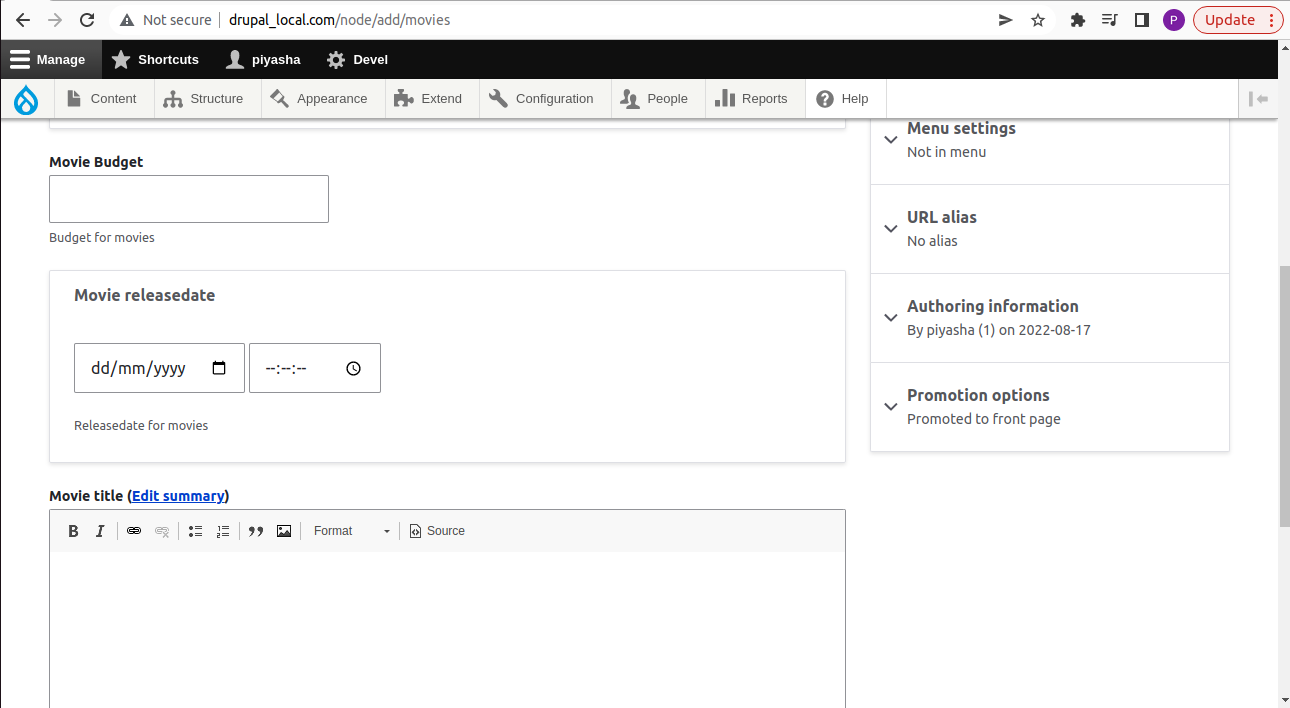 Not secure | drupal_local.com/node/add/movies
P
Update
Manage Shortcuts piyasha Devel
Content Structure Appearance Extend Configuration People Reports Help
Movie Budget
Budget for movies
Movie releasedate
dd/mm/yyyy --:--:--
Releasedate for movies
Movie title (Edit summary)
B I Format Source
Menu settings
Not in menu
URL alias
No alias
Authoring information
By piyasha (1) on 2022-08-17
Promotion options
Promoted to front page